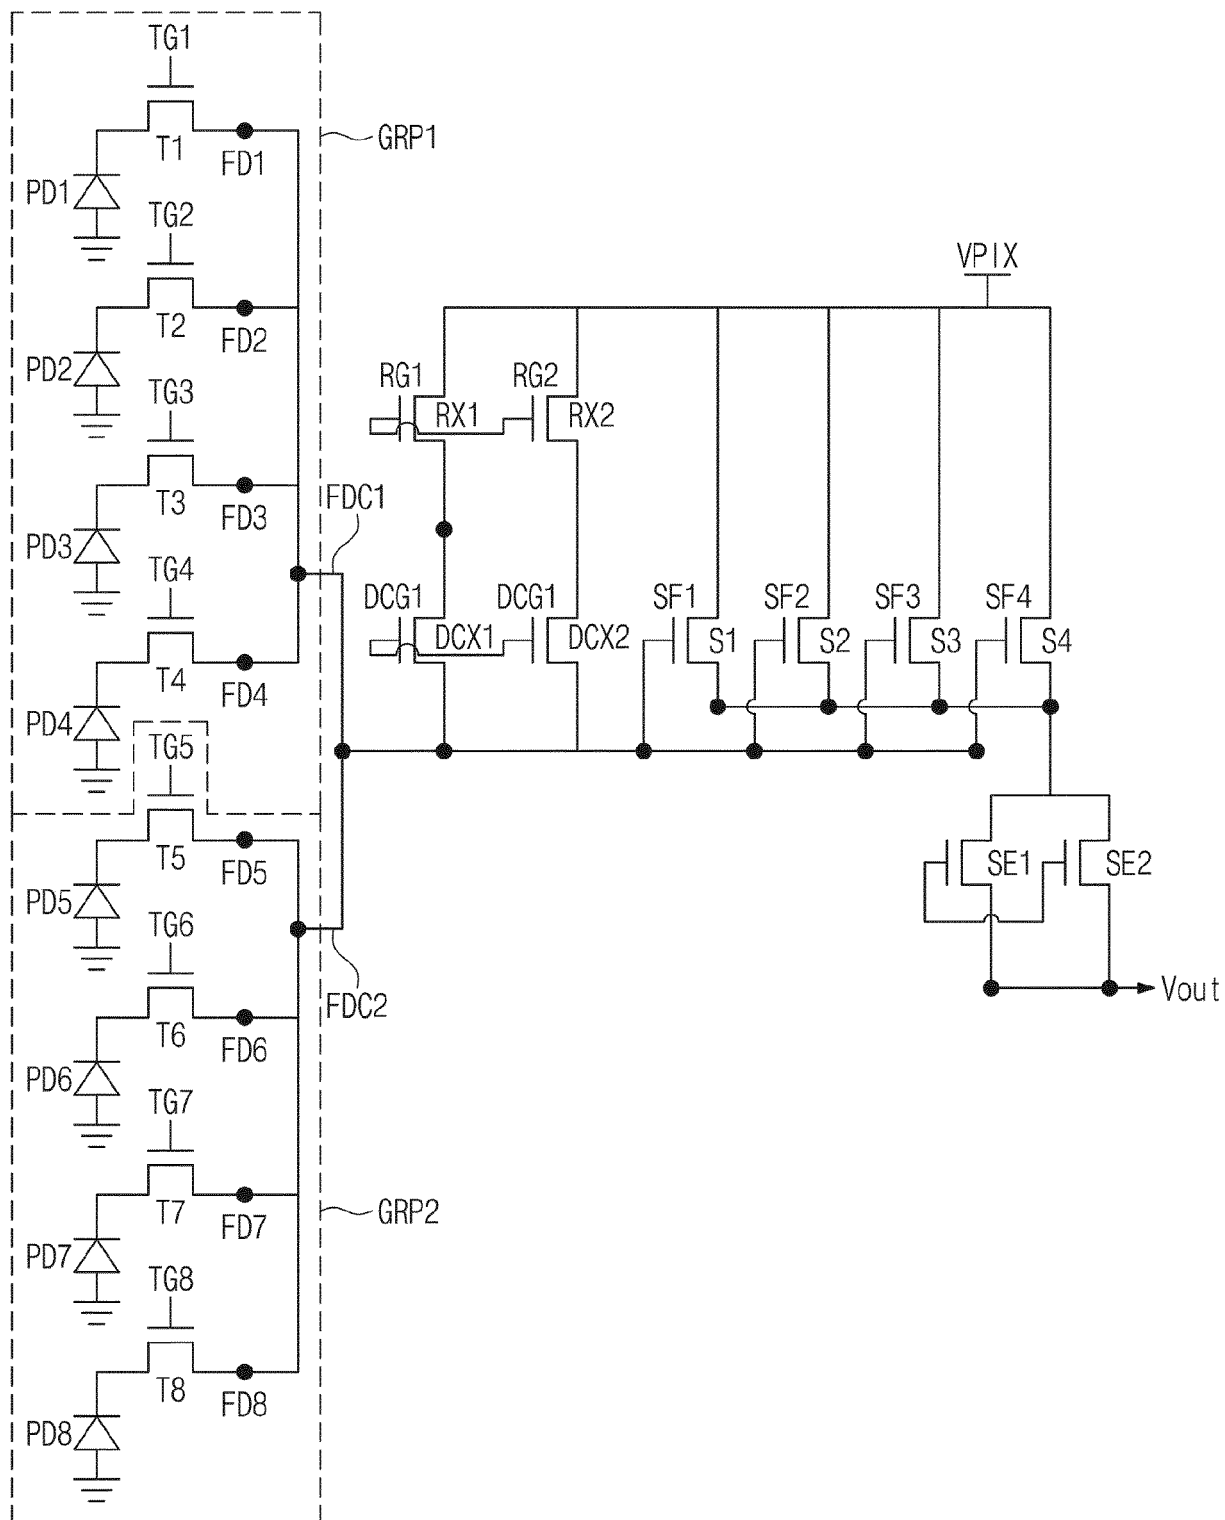 TG1
GRP1
T1
FD1
PD1
TG2
T2
FD2
PD2
TG3
T3
FD3
PD3
TG4
T4
FD4
PD4
FDC1
VPIX
RG1
RX1
RG2
RX2
DCG1
DCX1
DCG1
DCX2
SF1
S1
SF2
S2
SF3
S3
SF4
S4
SE1
SE2
Vout
TG5
T5
FD5
PD5
FDC2
TG6
T6
FD6
PD6
TG7
T7
FD7
PD7
GRP2
TG8
T8
FD8
PD8